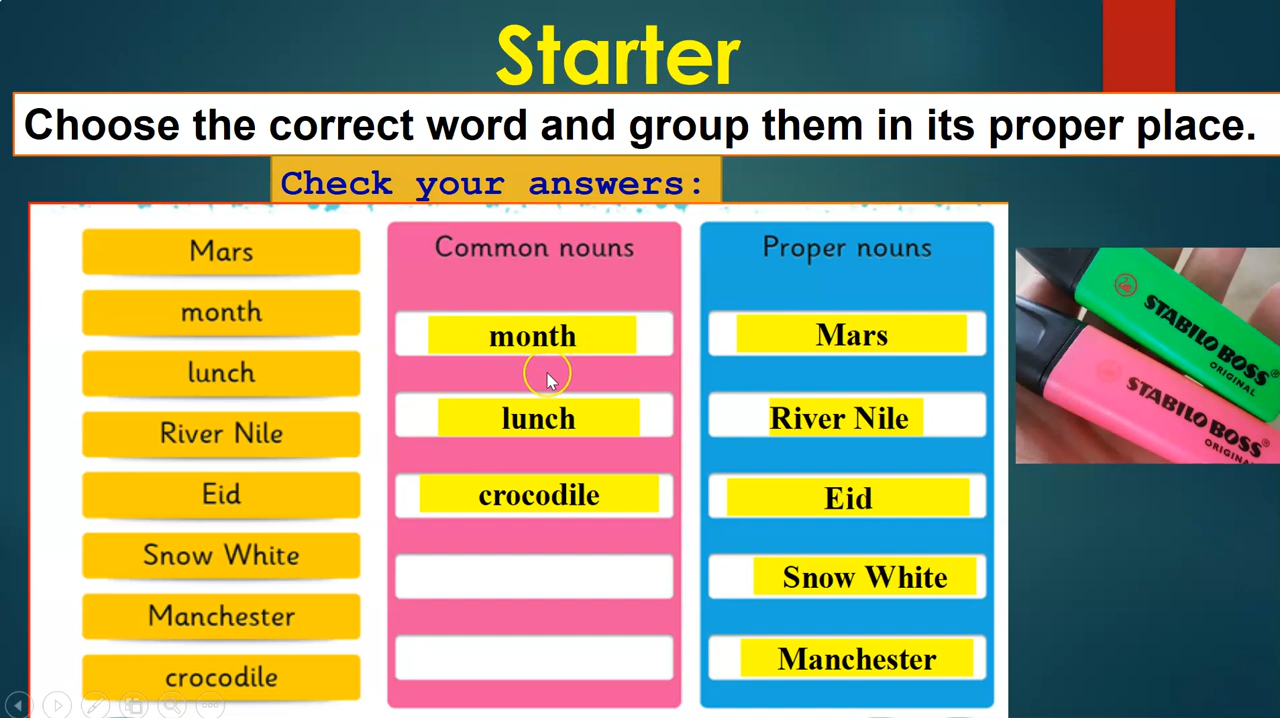 Starter
Choose the correct word and group them in its proper place.
Check your answers:
Mars
month
lunch
River Nile
Eid
Snow White
Manchester
crocodile
Common nouns
month
lunch
crocodile
Proper nouns
Mars
River Nile
Eid
Snow White
Manchester
STABILO BOSS
ORIGINAL
STABILO BOSS
ORIGINAL